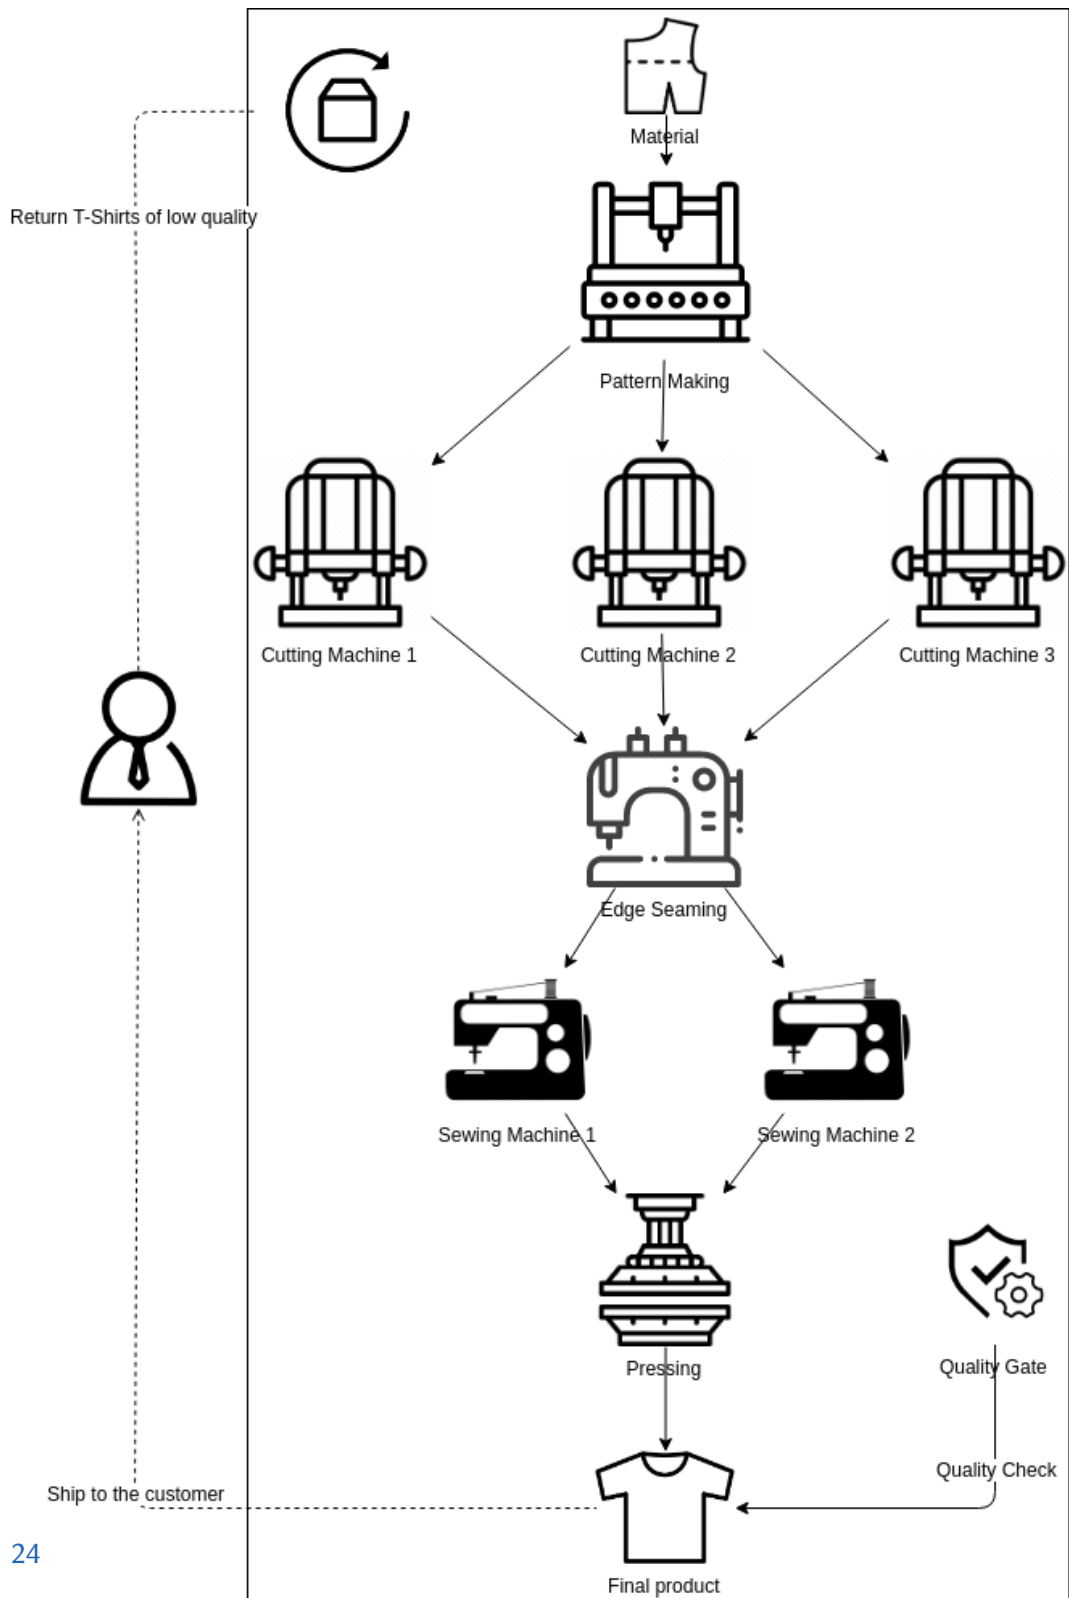 Material
Return T-Shirts of low quality
Pattern Making
Cutting Machine 1
Cutting Machine 2
Cutting Machine 3
Edge Seaming
Sewing Machine 1
Sewing Machine 2
Pressing
Quality Gate
Quality Check
Ship to the customer
24
Final product